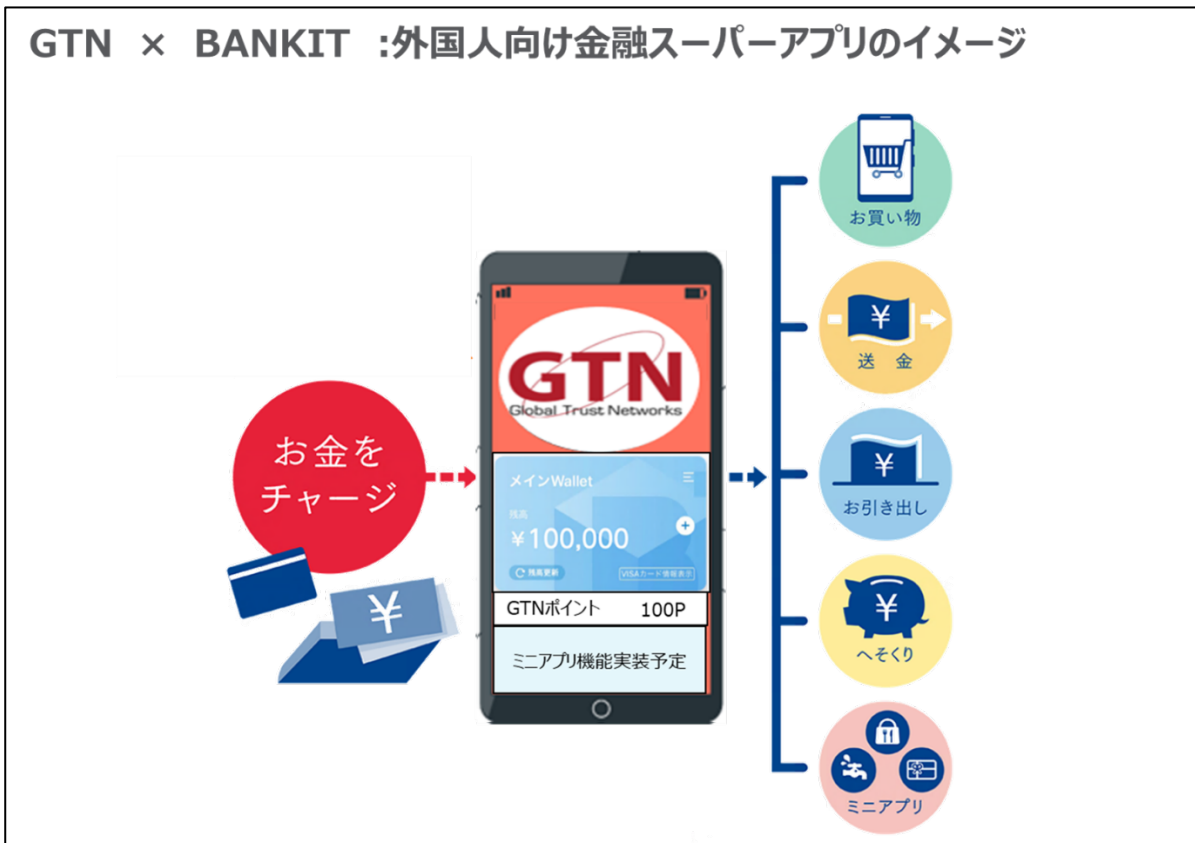 GTN × BANKIT :外国人向け金融スーパーアプリのイメージ
お金を
チャージ
¥
GTN
Global Trust Networks
メインWallet
残高
¥100,000
残高更新
VISAカード情報表示
GTNポイント 100P
ミニアプリ機能実装予定
お買い物
¥
送 金
¥
お引き出し
¥
へそくり
ミニアプリ